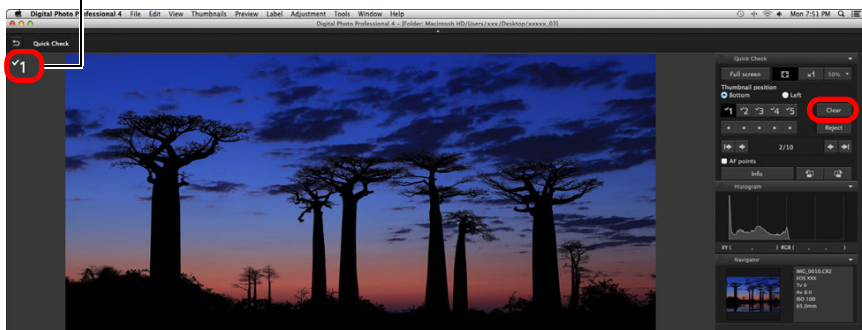 Digital Photo Professional 4 File Edit View Thumbnails Preview Label Adjustment Tools Window Help Mon 7:51 PM
Digital Photo Professional 4 – [Folder: Macintosh HD/Users/xxx/Desktop/xxxxx_03]
Quick Check
✓1
Quick Check
Full screen x1 50%
Thumbnail position
Bottom Left
✓1 ✓2 ✓3 ✓4 ✓5 Clear
Reject
2/10
AF points
Info
Histogram
XY ( , ) RGB ( , , )
Navigator
IMG_0010.CR2
EOS XXX
Tv 6
Av 8.0
ISO 100
65.0mm